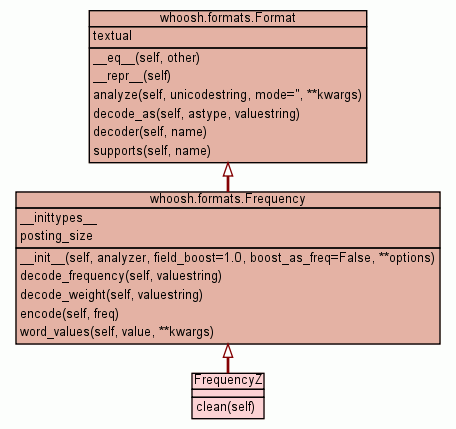 whoosh.formats.Format
textual
__eq__(self, other)
__repr__(self)
analyze(self, unicodestring, mode='', **kwargs)
decode_as(self, astype, valuestring)
decoder(self, name)
supports(self, name)
whoosh.formats.Frequency
__inittypes__
posting_size
__init__(self, analyzer, field_boost=1.0, boost_as_freq=False, **options)
decode_frequency(self, valuestring)
decode_weight(self, valuestring)
encode(self, freq)
word_values(self, value, **kwargs)
FrequencyZ
clean(self)